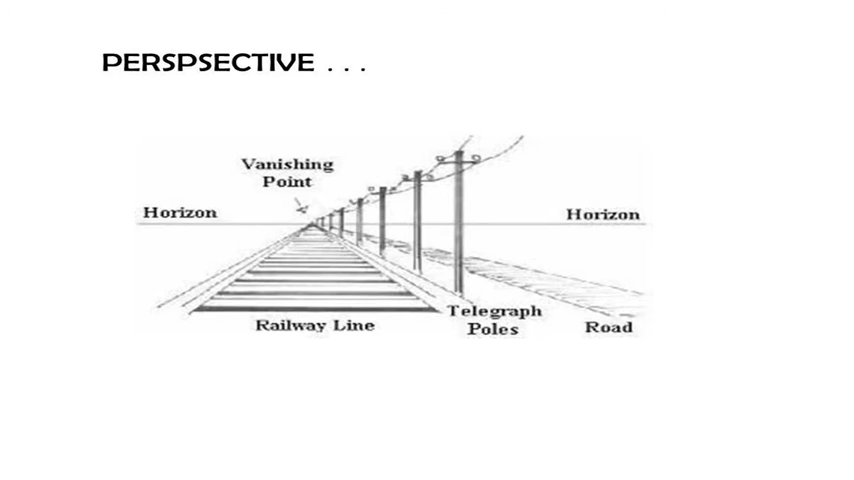 PERSPSECTIVE . . .
Vanishing
Point
Horizon
Horizon
Telegraph
Poles
Railway Line
Road